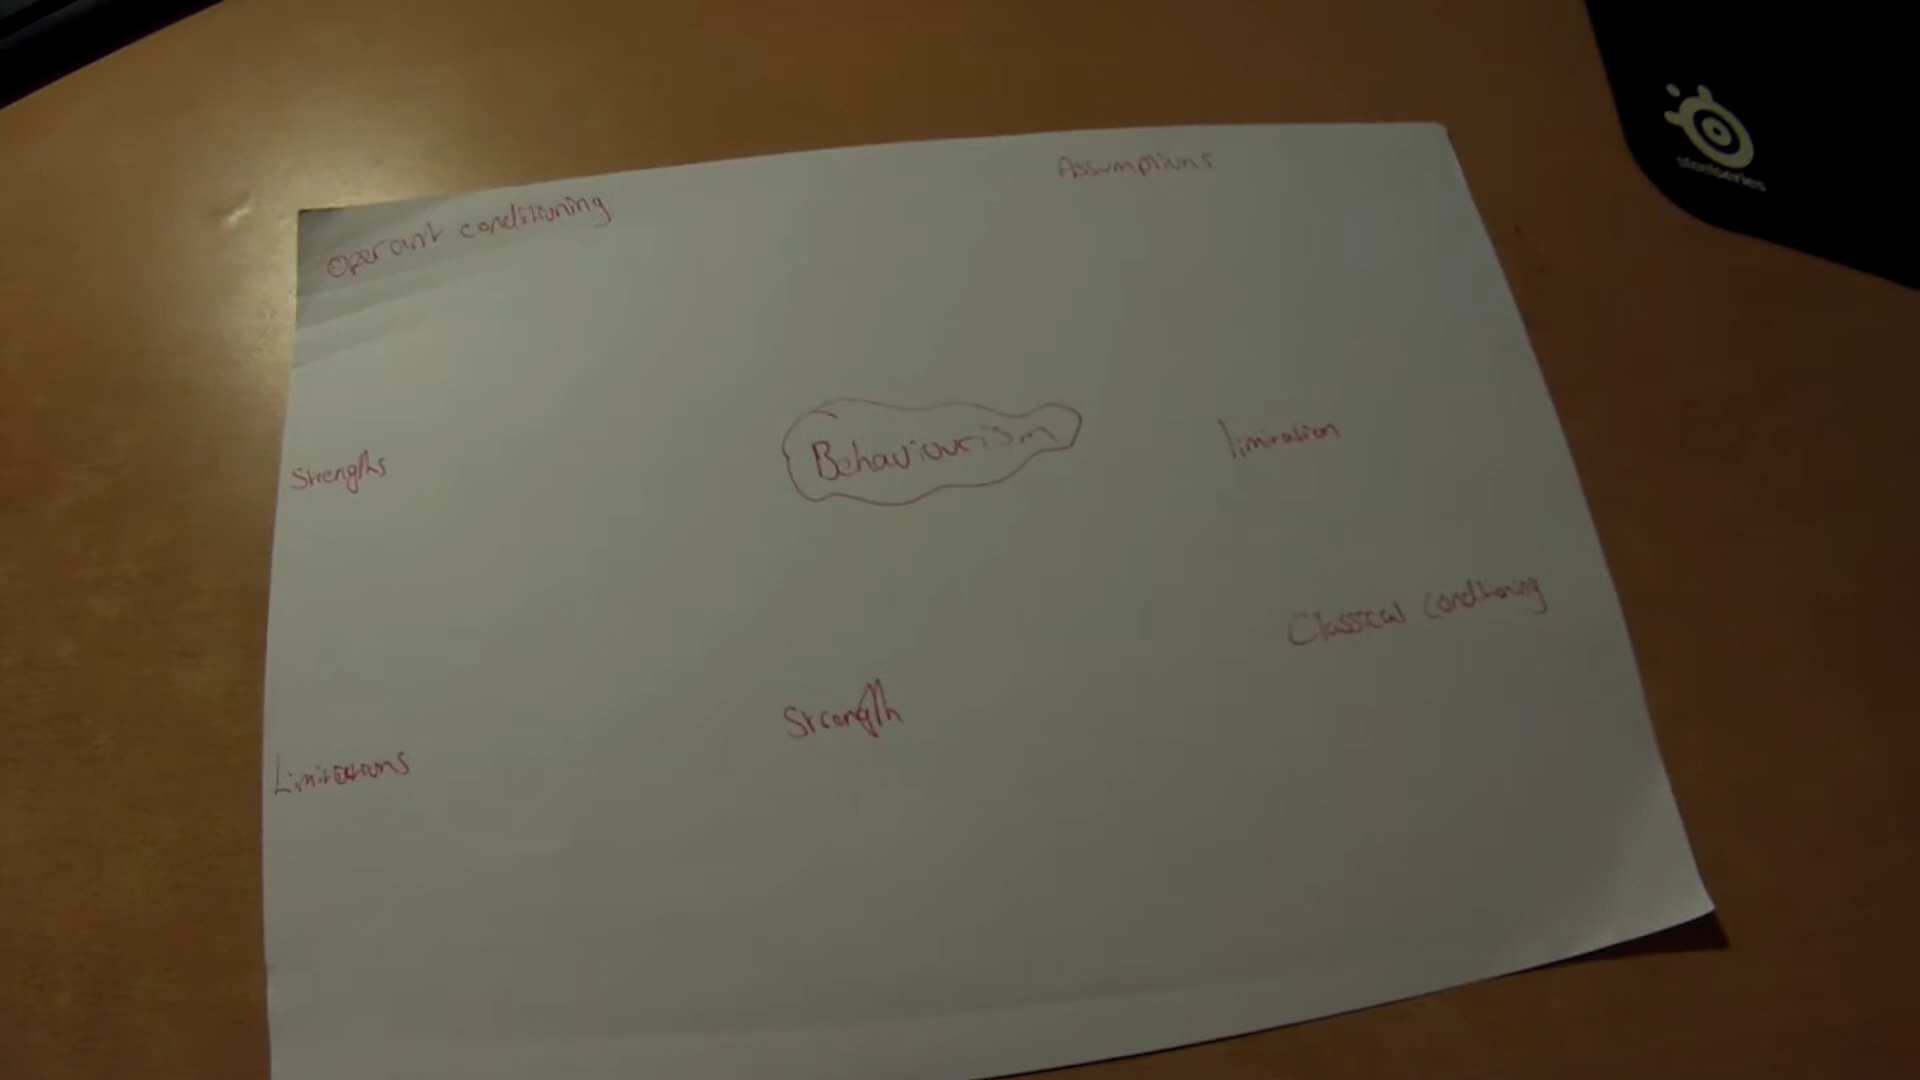 Assumptions
Operant conditioning
steelseries
Behaviourism
limitation
Strengths
Classical conditioning
Strength
Limitations